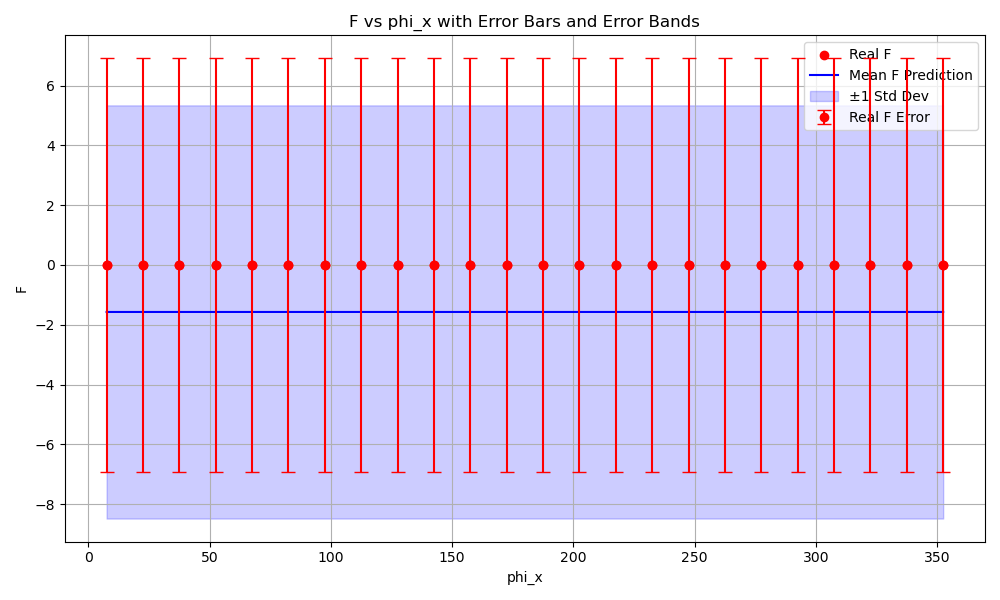 F vs phi_x with Error Bars and Error Bands
Real F
Mean F Prediction
±1 Std Dev
Real F Error
6
4
2
0
−2
−4
−6
−8
F
0 50 100 150 200 250 300 350
phi_x